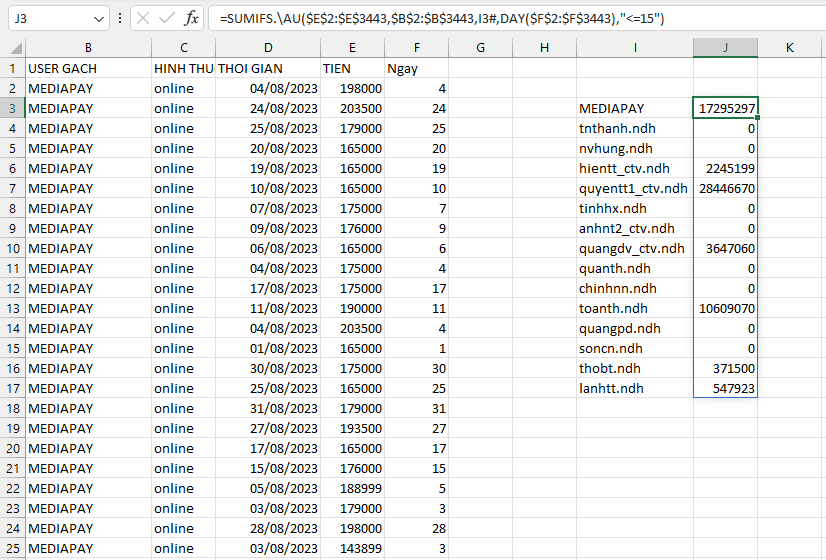 J3 fx =SUMIFS.\AU($E$2:$E$3443,$B$2:$B$3443,I3#,DAY($F$2:$F$3443),"<=15")
B C D E F G H I J K
1 USER GACH HINH THU THOI GIAN TIEN Ngay
2 MEDIAPAY online 04/08/2023 198000 4
3 MEDIAPAY online 24/08/2023 203500 24 MEDIAPAY 17295297
4 MEDIAPAY online 25/08/2023 179000 25 tnthanh.ndh 0
5 MEDIAPAY online 20/08/2023 165000 20 nvhung.ndh 0
6 MEDIAPAY online 19/08/2023 165000 19 hientt_ctv.ndh 2245199
7 MEDIAPAY online 10/08/2023 165000 10 quyentt1_ctv.ndh 28446670
8 MEDIAPAY online 07/08/2023 175000 7 tinhhx.ndh 0
9 MEDIAPAY online 09/08/2023 176000 9 anhnt2_ctv.ndh 0
10 MEDIAPAY online 06/08/2023 165000 6 quangdv_ctv.ndh 3647060
11 MEDIAPAY online 04/08/2023 175000 4 quanth.ndh 0
12 MEDIAPAY online 17/08/2023 175000 17 chinhnn.ndh 0
13 MEDIAPAY online 11/08/2023 190000 11 toanth.ndh 10609070
14 MEDIAPAY online 04/08/2023 203500 4 quangpd.ndh 0
15 MEDIAPAY online 01/08/2023 165000 1 soncn.ndh 0
16 MEDIAPAY online 30/08/2023 175000 30 thobt.ndh 371500
17 MEDIAPAY online 25/08/2023 165000 25 lanhtt.ndh 547923
18 MEDIAPAY online 31/08/2023 179000 31
19 MEDIAPAY online 27/08/2023 193500 27
20 MEDIAPAY online 17/08/2023 165000 17
21 MEDIAPAY online 15/08/2023 176000 15
22 MEDIAPAY online 05/08/2023 188999 5
23 MEDIAPAY online 03/08/2023 179000 3
24 MEDIAPAY online 28/08/2023 198000 28
25 MEDIAPAY online 03/08/2023 143899 3